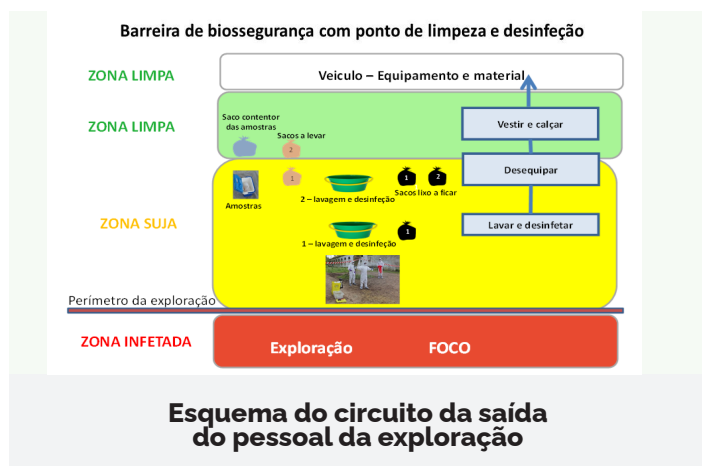 Barreira de biossegurança com ponto de limpeza e desinfeção
ZONA LIMPA
Veiculo – Equipamento e material
ZONA LIMPA
Saco contentor
das amostras
Sacos a levar
2
Vestir e calçar
1
1
2
Desequipar
Amostras
2 – lavagem e desinfeção
Sacos lixo a ficar
ZONA SUJA
Lavar e desinfetar
1 – lavagem e desinfeção
1
Perímetro da exploração
ZONA INFETADA
Exploração
FOCO
Esquema do circuito da saída
do pessoal da exploração